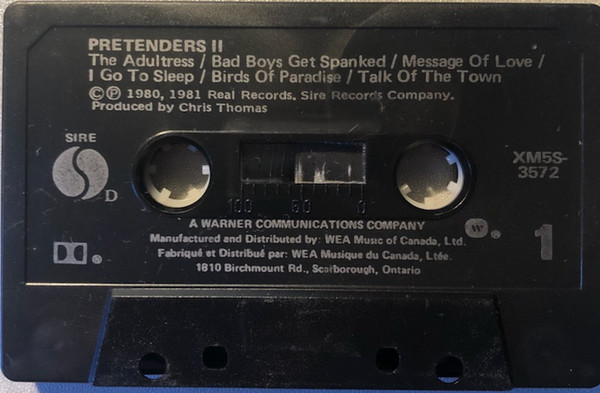 PRETENDERS II
The Adultress / Bad Boys Get Spanked / Message Of Love /
I Go To Sleep / Birds Of Paradise / Talk Of The Town
©℗ 1980, 1981 Real Records. Sire Records Company.
Produced by Chris Thomas
SIRE
S
D
XM5S-
3572
100 50 0
A WARNER COMMUNICATIONS COMPANY
Manufactured and Distributed by: WEA Music of Canada, Ltd.
Fabriqué et Distribué par: WEA Musique du Canada, Ltée.
1810 Birchmount Rd., Scarborough, Ontario
W ®
®
1